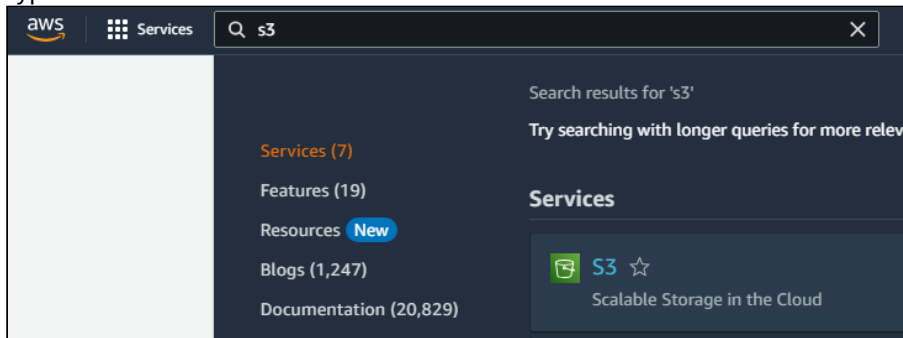 aws
Services
s3
Search results for 's3'
Try searching with longer queries for more relev
Services (7)
Features (19)
Resources New
Blogs (1,247)
Documentation (20,829)
Services
S3
Scalable Storage in the Cloud